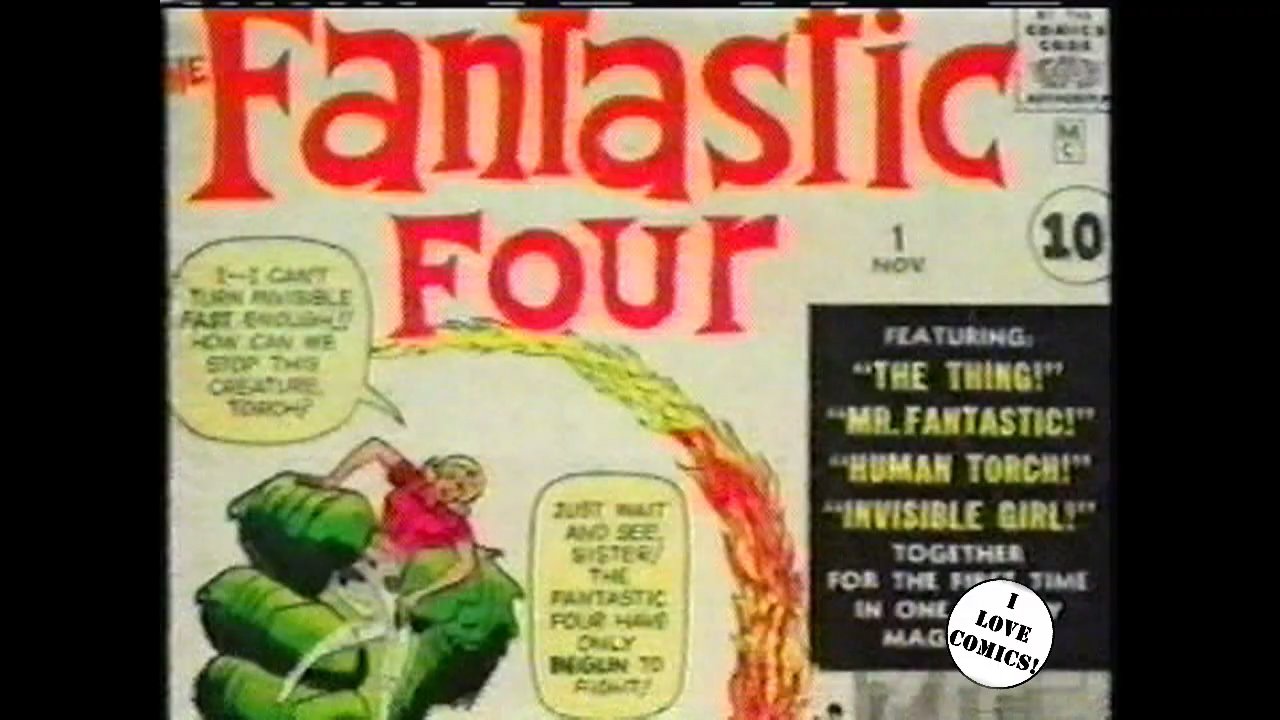 THE
Fantastic
Four
COMICS
CODE
M
C
1
NOV.
10
I--I CAN'T
TURN INVISIBLE
FAST ENOUGH!!
HOW CAN WE
STOP THIS
CREATURE,
TORCH?
JUST WAIT
AND SEE,
SISTER!
THE
FANTASTIC
FOUR HAVE
ONLY
BEGUN TO
FIGHT!
FEATURING:
"THE THING!"
"MR. FANTASTIC!"
"HUMAN TORCH!"
"INVISIBLE GIRL!"
TOGETHER
FOR THE FIRST TIME
IN ONE
MAG
I
LOVE
COMICS!